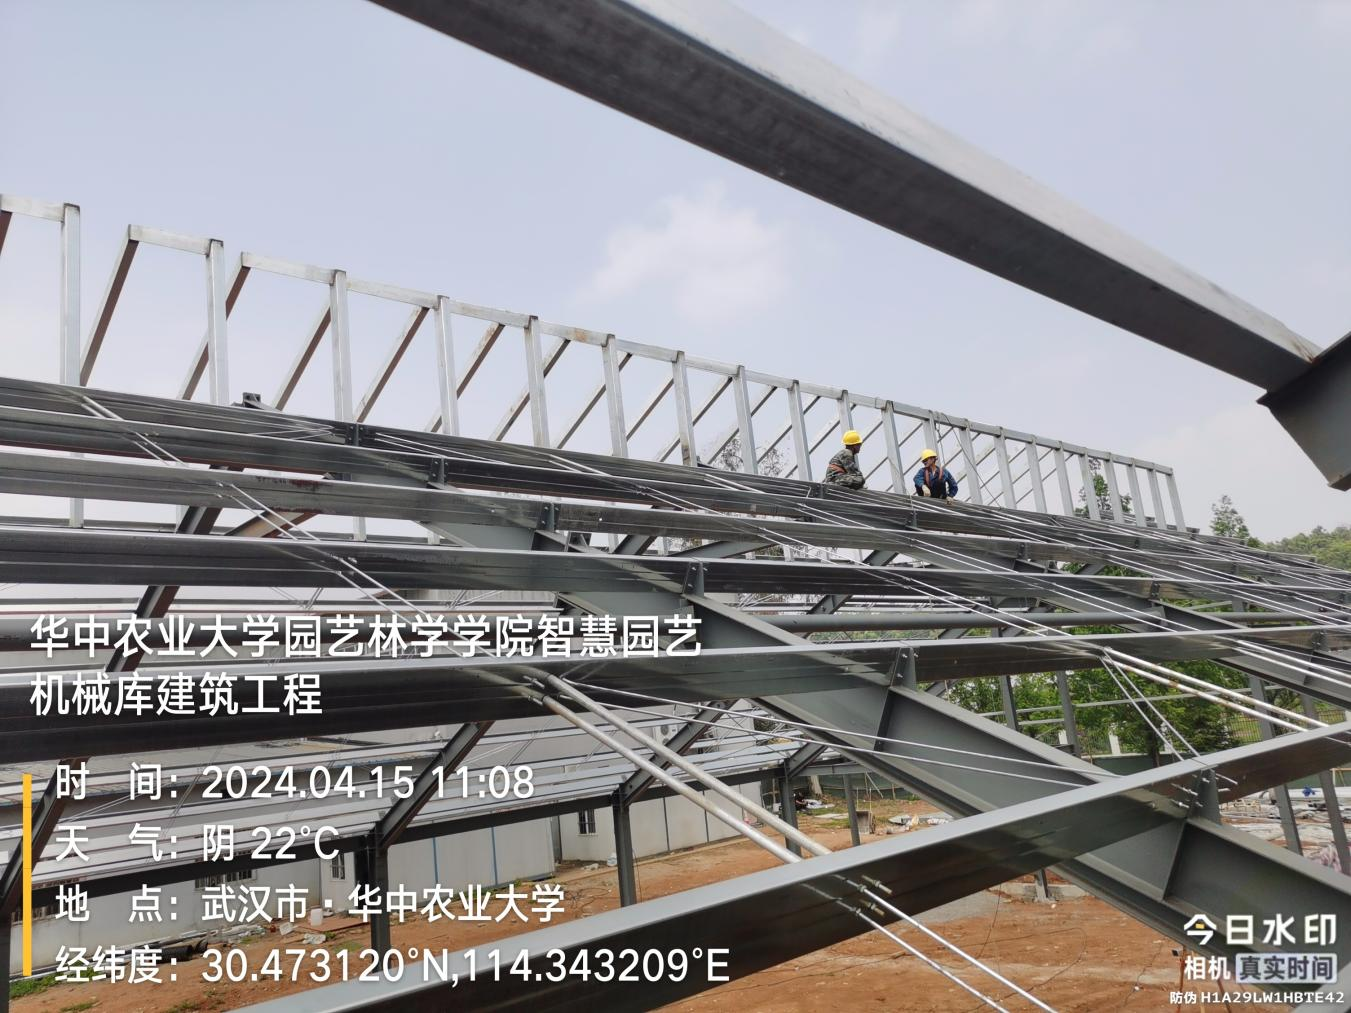 华中农业大学园艺林学学院智慧园艺
机械库建筑工程
时 间：2024.04.15 11:08
天 气：阴 22℃
地 点：武汉市·华中农业大学
经纬度：30.473120°N,114.343209°E
今日水印
相机 真实时间
防伪 H1A29LW1HBTE42